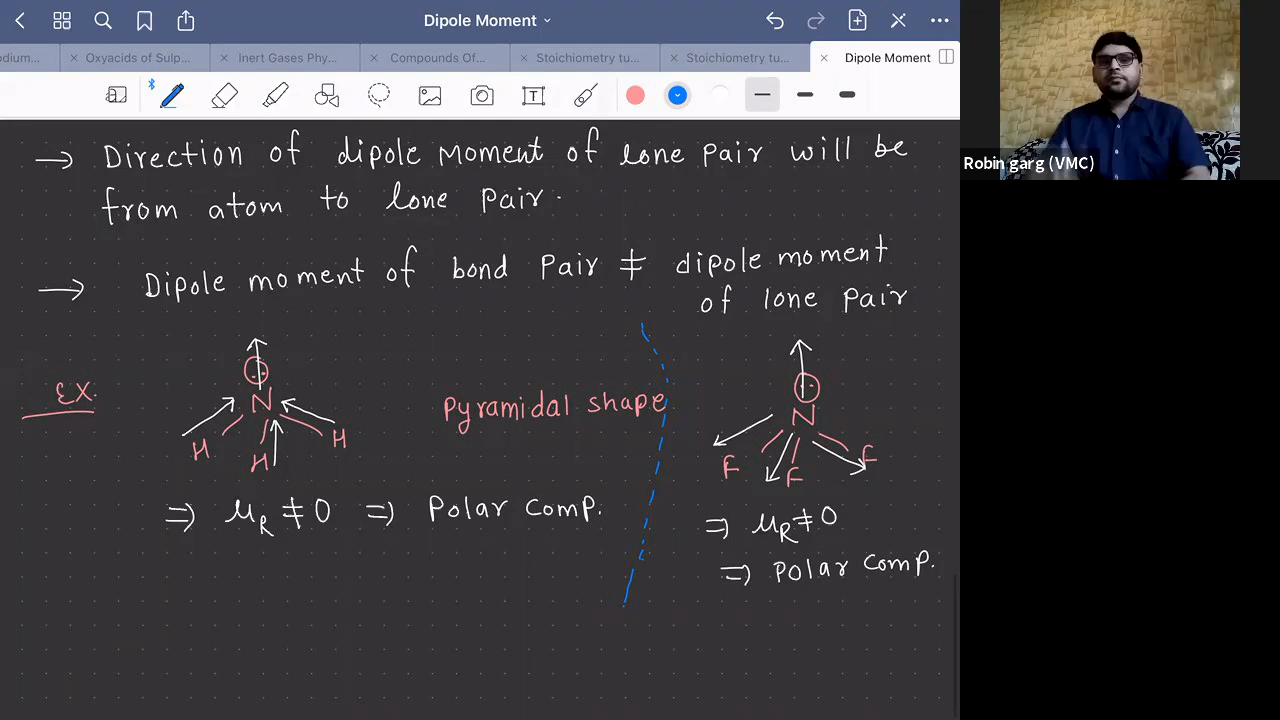 Dipole Moment
odium...
Oxyacids of Sulp...
Inert Gases Phy...
Compounds Of...
Stoichiometry tu...
Stoichiometry tu...
Dipole Moment
T
→ Direction of dipole Moment of lone pair will be
from atom to lone pair.
→ Dipole moment of bond Pair ≠ dipole moment
of lone pair
Ex.
N
H
H
H
Pyramidal shape
N
F
F
F
⇒ μR ≠ 0 ⇒ Polar Comp.
⇒ μR ≠ 0
⇒ Polar Comp.
Robin garg (VMC)